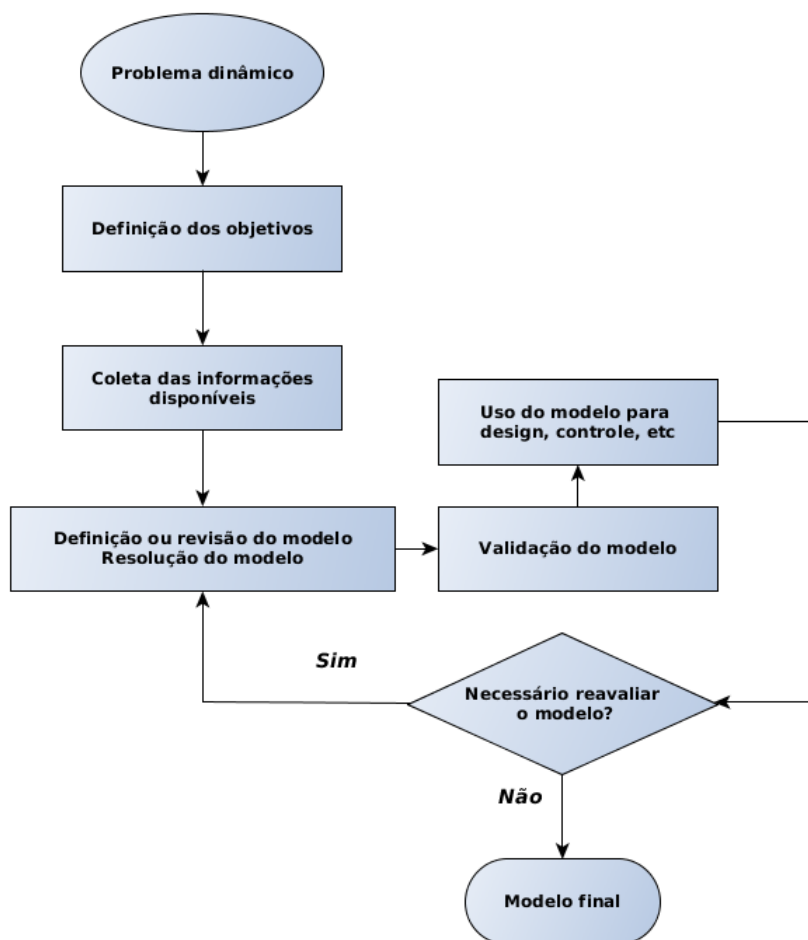 Problema dinâmico
Definição dos objetivos
Coleta das informações
disponíveis
Uso do modelo para
design, controle, etc
Definição ou revisão do modelo
Resolução do modelo
Validação do modelo
Sim
Necessário reavaliar
o modelo?
Não
Modelo final